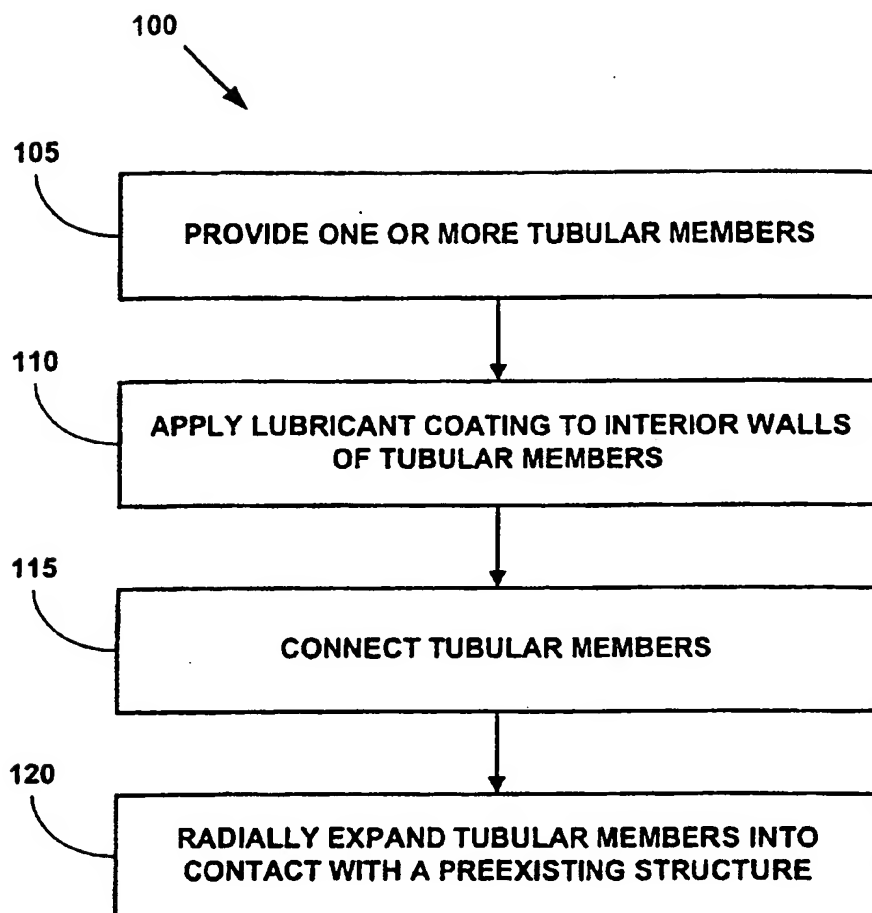 100
105
PROVIDE ONE OR MORE TUBULAR MEMBERS
110
APPLY LUBRICANT COATING TO INTERIOR WALLS
OF TUBULAR MEMBERS
115
CONNECT TUBULAR MEMBERS
120
RADIALLY EXPAND TUBULAR MEMBERS INTO
CONTACT WITH A PREEXISTING STRUCTURE